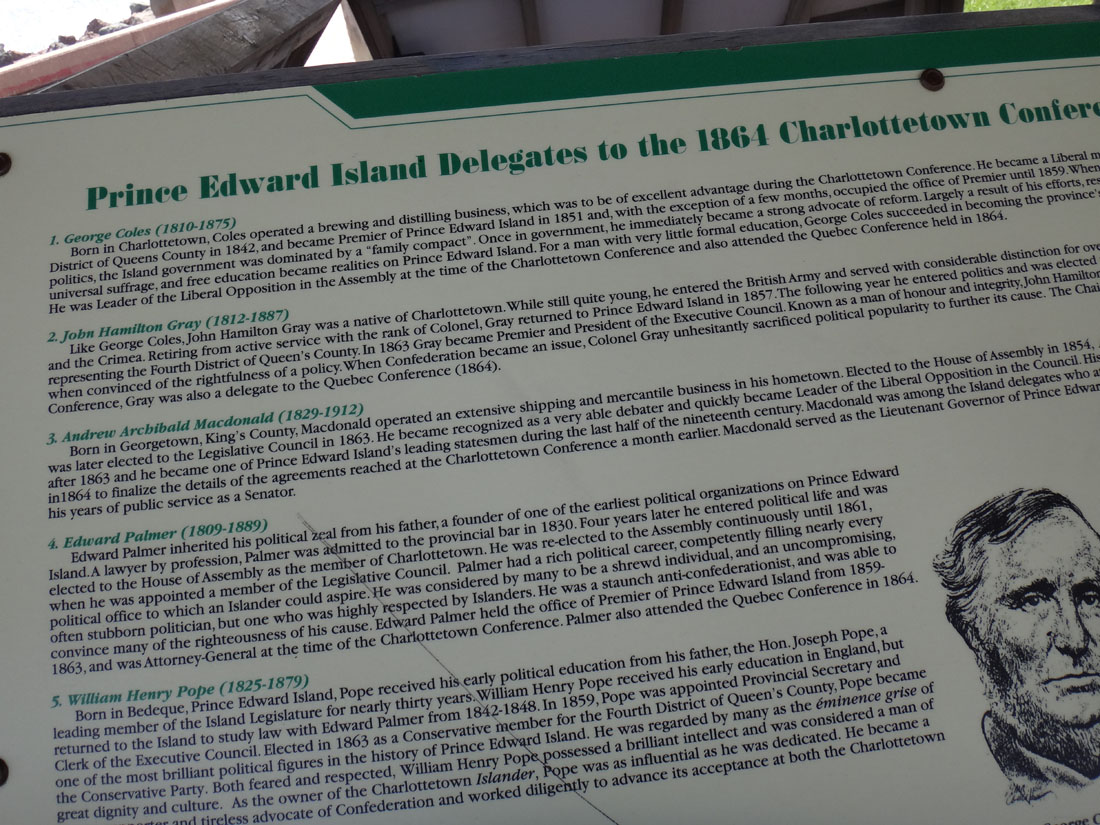 Prince Edward Island Delegates to the 1864 Charlottetown Confere
1. George Coles (1810-1875)
Born in Charlottetown, Coles operated a brewing and distilling business, which was to be of excellent advantage during the Charlottetown Conference. He became a Liberal m
District of Queens County in 1842, and became Premier of Prince Edward Island in 1851 and, with the exception of a few months, occupied the office of Premier until 1859. When
politics, the Island government was dominated by a "family compact". Once in government, he immediately became a strong advocate of reform. Largely a result of his efforts, res
universal suffrage, and free education became realities on Prince Edward Island. For a man with very little formal education, George Coles succeeded in becoming the province's
He was Leader of the Liberal Opposition in the Assembly at the time of the Charlottetown Conference and also attended the Quebec Conference held in 1864.
2. John Hamilton Gray (1812-1887)
Like George Coles, John Hamilton Gray was a native of Charlottetown. While still quite young, he entered the British Army and served with considerable distinction for ove
and the Crimea. Retiring from active service with the rank of Colonel, Gray returned to Prince Edward Island in 1857. The following year he entered politics and was elected
representing the Fourth District of Queen's County. In 1863 Gray became Premier and President of the Executive Council. Known as a man of honour and integrity, John Hamilton
when convinced of the rightfulness of a policy. When Confederation became an issue, Colonel Gray unhesitantly sacrificed political popularity to further its cause. The Chai
Conference, Gray was also a delegate to the Quebec Conference (1864).
3. Andrew Archibald Macdonald (1829-1912)
Born in Georgetown, King's County, Macdonald operated an extensive shipping and mercantile business in his hometown. Elected to the House of Assembly in 1854,
was later elected to the Legislative Council in 1863. He became recognized as a very able debater and quickly became Leader of the Liberal Opposition in the Council. His
after 1863 and he became one of Prince Edward Island's leading statesmen during the last half of the nineteenth century. Macdonald was among the Island delegates who a
in1864 to finalize the details of the agreements reached at the Charlottetown Conference a month earlier. Macdonald served as the Lieutenant Governor of Prince Edwar
his years of public service as a Senator.
4. Edward Palmer (1809-1889)
Edward Palmer inherited his political zeal from his father, a founder of one of the earliest political organizations on Prince Edward
Island. A lawyer by profession, Palmer was admitted to the provincial bar in 1830. Four years later he entered political life and was
elected to the House of Assembly as the member of Charlottetown. He was re-elected to the Assembly continuously until 1861,
when he was appointed a member of the Legislative Council. Palmer had a rich political career, competently filling nearly every
political office to which an Islander could aspire. He was considered by many to be a shrewd individual, and an uncompromising,
often stubborn politician, but one who was highly respected by Islanders. He was a staunch anti-confederationist, and was able to
convince many of the righteousness of his cause. Edward Palmer held the office of Premier of Prince Edward Island from 1859-
1863, and was Attorney-General at the time of the Charlottetown Conference. Palmer also attended the Quebec Conference in 1864.
5. William Henry Pope (1825-1879)
Born in Bedeque, Prince Edward Island, Pope received his early political education from his father, the Hon. Joseph Pope, a
leading member of the Island Legislature for nearly thirty years. William Henry Pope received his early education in England, but
returned to the Island to study law with Edward Palmer from 1842-1848. In 1859, Pope was appointed Provincial Secretary and
Clerk of the Executive Council. Elected in 1863 as a Conservative member for the Fourth District of Queen's County, Pope became
one of the most brilliant political figures in the history of Prince Edward Island. He was regarded by many as the éminence grise of
the Conservative Party. Both feared and respected, William Henry Pope possessed a brilliant intellect and was considered a man of
great dignity and culture. As the owner of the Charlottetown Islander, Pope was as influential as he was dedicated. He became a
and tireless advocate of Confederation and worked diligently to advance its acceptance at both the Charlottetown